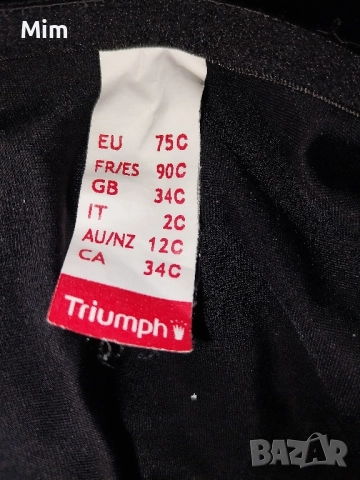 Mim
EU 75C
FR/ES 90C
GB 34C
IT 2C
AU/NZ 12C
CA 34C
Triumph
BAZAR